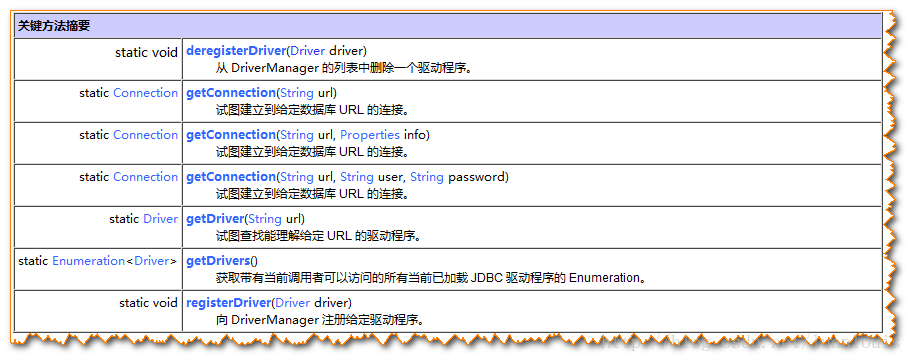 关键方法摘要
static void
deregisterDriver(Driver driver)
从 DriverManager 的列表中删除一个驱动程序。
static Connection
getConnection(String url)
试图建立到给定数据库 URL 的连接。
static Connection
getConnection(String url, Properties info)
试图建立到给定数据库 URL 的连接。
static Connection
getConnection(String url, String user, String password)
试图建立到给定数据库 URL 的连接。
static Driver
getDriver(String url)
试图查找能理解给定 URL 的驱动程序。
static Enumeration<Driver>
getDrivers()
获取带有当前调用者可以访问的所有当前已加载 JDBC 驱动程序的 Enumeration。
static void
registerDriver(Driver driver)
向 DriverManager 注册给定驱动程序。